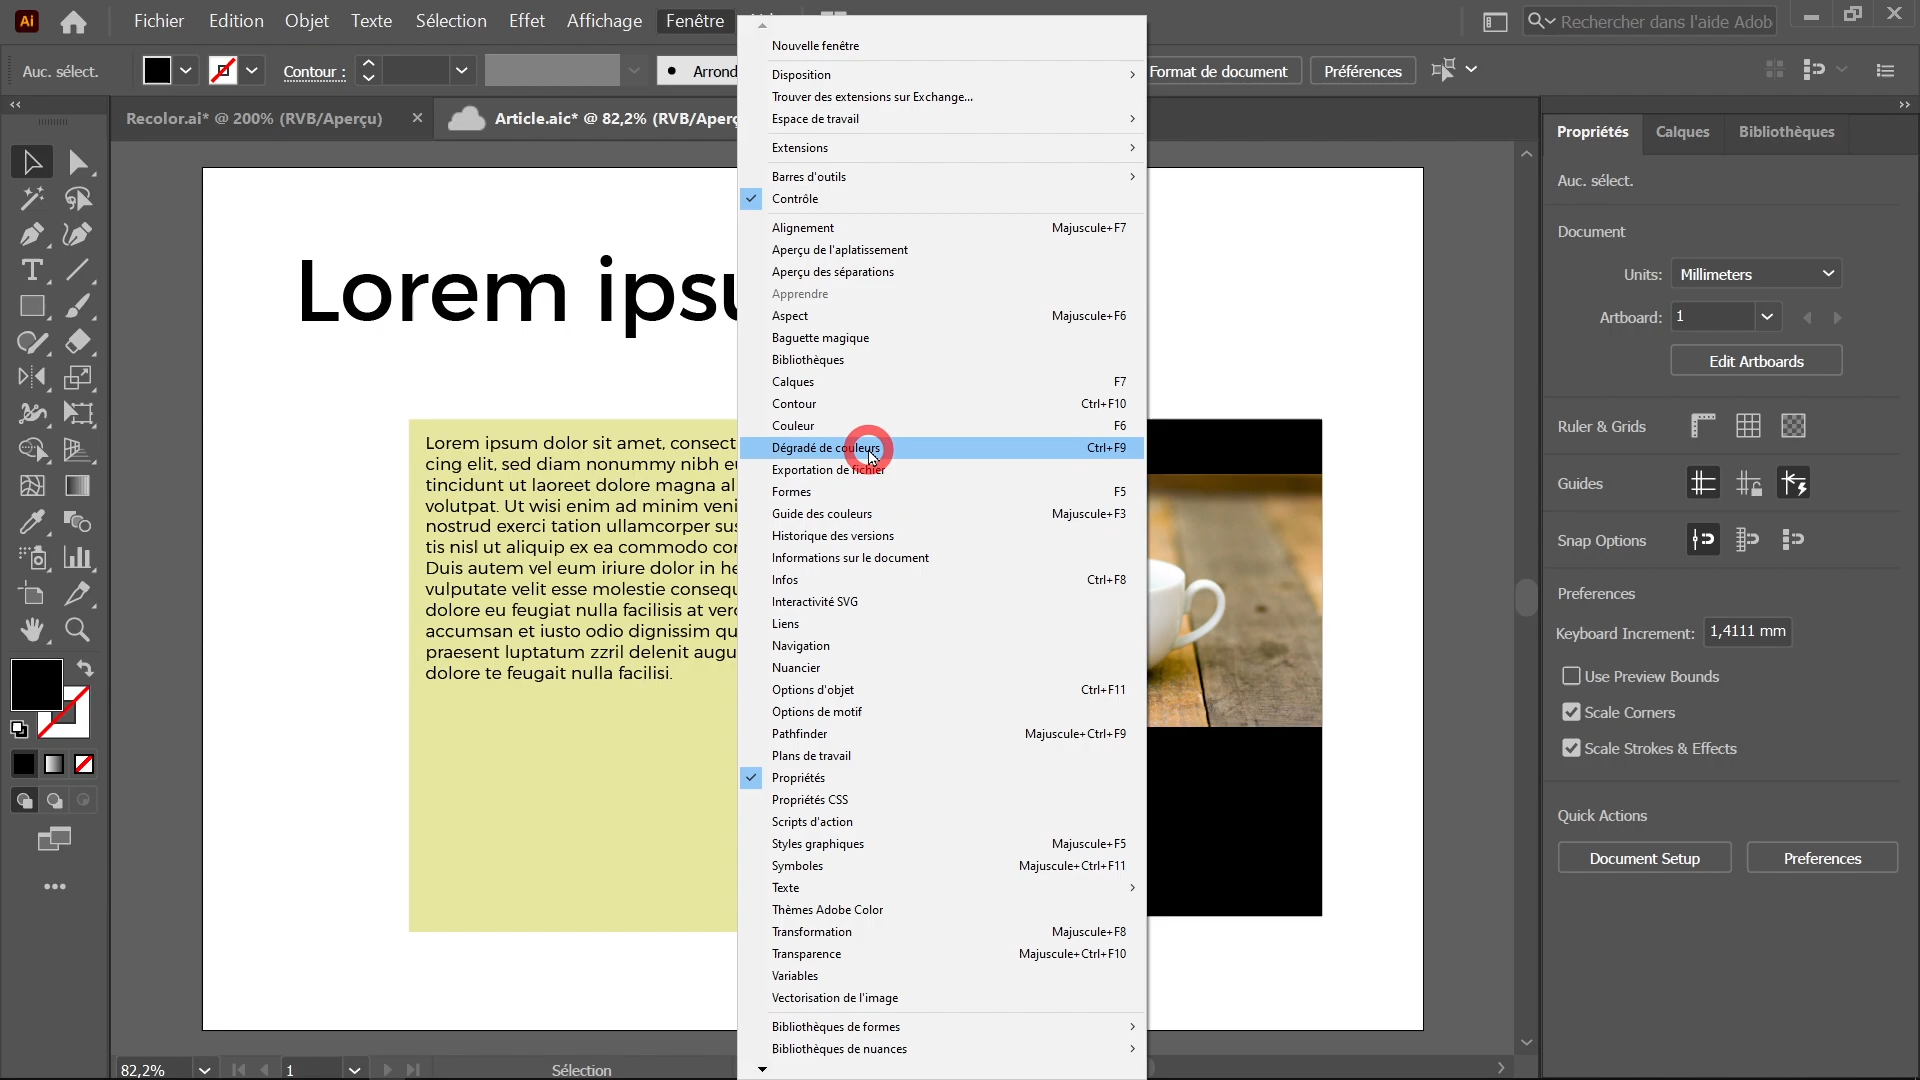 Ai
Fichier
Edition
Objet
Texte
Sélection
Effet
Affichage
Fenêtre
Rechercher dans l'aide Adob
Auc. sélect.
Contour :
Arrond
Format de document
Préférences
Recolor.ai* @ 200% (RVB/Aperçu)
Article.aic* @ 82,2% (RVB/Aperç
Lorem ipsu
Lorem ipsum dolor sit amet, consect
cing elit, sed diam nonummy nibh eu
tincidunt ut laoreet dolore magna al
volutpat. Ut wisi enim ad minim veni
nostrud exerci tation ullamcorper sus
tis nisl ut aliquip ex ea commodo cor
Duis autem vel eum iriure dolor in he
vulputate velit esse molestie consequ
dolore eu feugiat nulla facilisis at verc
accumsan et iusto odio dignissim qu
praesent luptatum zzril delenit augu
dolore te feugait nulla facilisi.
Nouvelle fenêtre
Disposition
Trouver des extensions sur Exchange...
Espace de travail
Extensions
Barres d'outils
Contrôle
Alignement Majuscule+F7
Aperçu de l'aplatissement
Aperçu des séparations
Apprendre
Aspect Majuscule+F6
Baguette magique
Bibliothèques
Calques F7
Contour Ctrl+F10
Couleur F6
Dégradé de couleurs Ctrl+F9
Exportation de fichier
Formes F5
Guide des couleurs Majuscule+F3
Historique des versions
Informations sur le document
Infos Ctrl+F8
Interactivité SVG
Liens
Navigation
Nuancier
Options d'objet Ctrl+F11
Options de motif
Pathfinder Majuscule+Ctrl+F9
Plans de travail
Propriétés
Propriétés CSS
Scripts d'action
Styles graphiques Majuscule+F5
Symboles Majuscule+Ctrl+F11
Texte
Thèmes Adobe Color
Transformation Majuscule+F8
Transparence Majuscule+Ctrl+F10
Variables
Vectorisation de l'image
Bibliothèques de formes
Bibliothèques de nuances
Propriétés
Calques
Bibliothèques
Auc. sélect.
Document
Units: Millimeters
Artboard: 1
Edit Artboards
Ruler & Grids
Guides
Snap Options
Preferences
Keyboard Increment: 1,4111 mm
Use Preview Bounds
Scale Corners
Scale Strokes & Effects
Quick Actions
Document Setup
Preferences
82,2%
1
Sélection